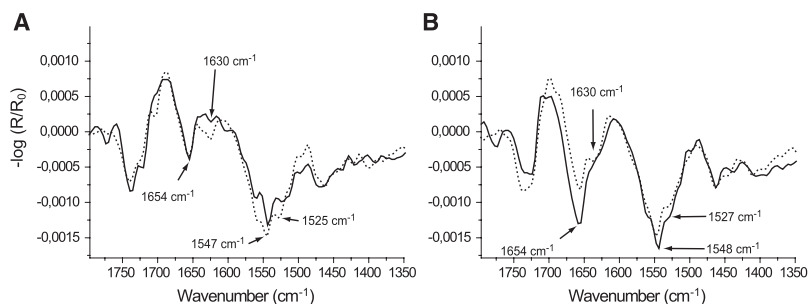 A
B
1630 cm-1
1630 cm-1
0,0010
0,0005
0,0000
-0,0005
-0,0010
-0,0015
-log (R/R0)
1654 cm-1
1547 cm-1
1525 cm-1
0,0010
0,0005
0,0000
-0,0005
-0,0010
-0,0015
1654 cm-1
1527 cm-1
1548 cm-1
1750 1700 1650 1600 1550 1500 1450 1400 1350
1750 1700 1650 1600 1550 1500 1450 1400 1350
Wavenumber (cm-1)
Wavenumber (cm-1)